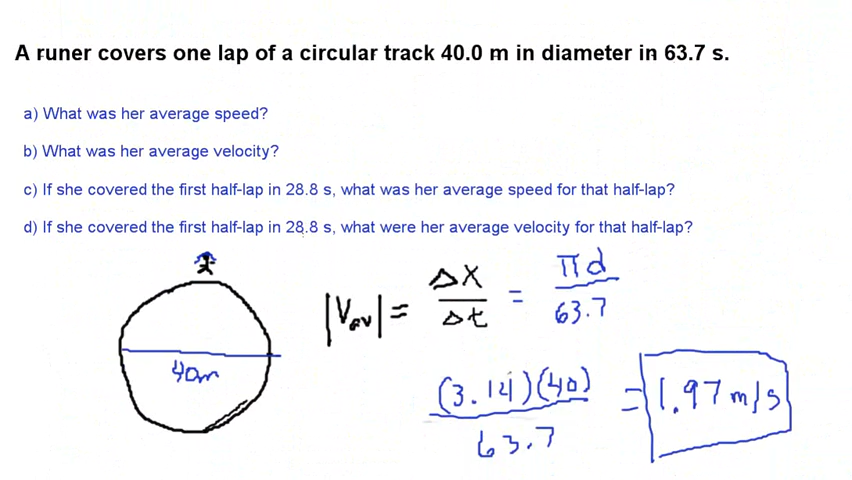 A runer covers one lap of a circular track 40.0 m in diameter in 63.7 s.
a) What was her average speed?
b) What was her average velocity?
c) If she covered the first half-lap in 28.8 s, what was her average speed for that half-lap?
d) If she covered the first half-lap in 28.8 s, what were her average velocity for that half-lap?
|Vav| = ΔX / Δt = πd / 63.7
40m
(3.14)(40) / 63.7 = 1.97 m/s